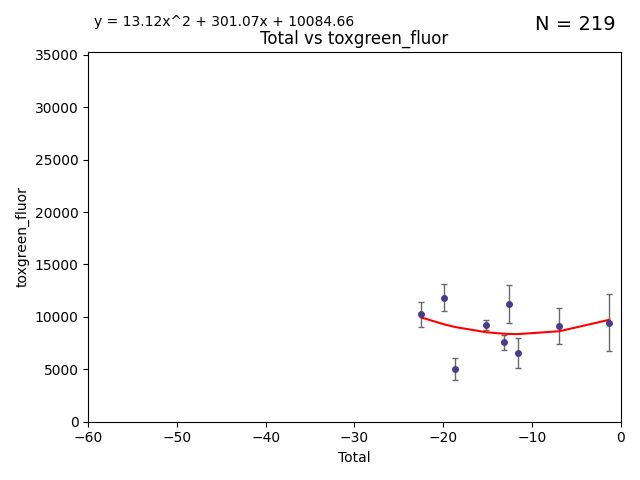 y = 13.12x^2 + 301.07x + 10084.66
N = 219
Total vs toxgreen_fluor
35000
30000
25000
20000
15000
10000
5000
0
toxgreen_fluor
−60 −50 −40 −30 −20 −10 0
Total